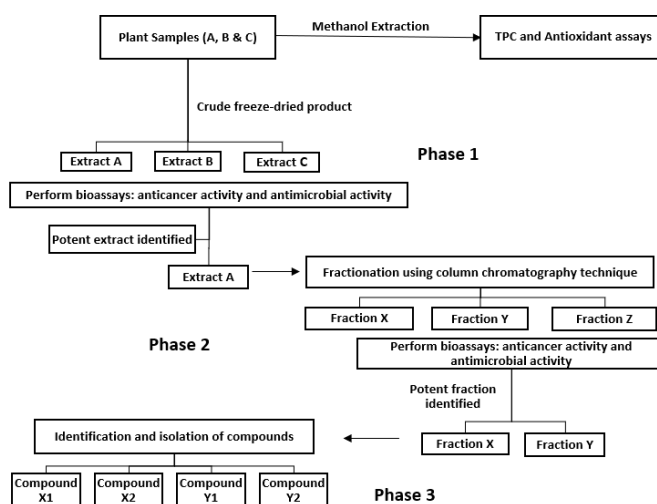 Plant Samples (A, B & C)
Methanol Extraction
TPC and Antioxidant assays
Crude freeze-dried product
Extract A
Extract B
Extract C
Phase 1
Perform bioassays: anticancer activity and antimicrobial activity
Potent extract identified
Extract A
Fractionation using column chromatography technique
Fraction X
Fraction Y
Fraction Z
Phase 2
Perform bioassays: anticancer activity and
antimicrobial activity
Potent fraction
identified
Identification and isolation of compounds
Fraction X
Fraction Y
Compound
X1
Compound
X2
Compound
Y1
Compound
Y2
Phase 3